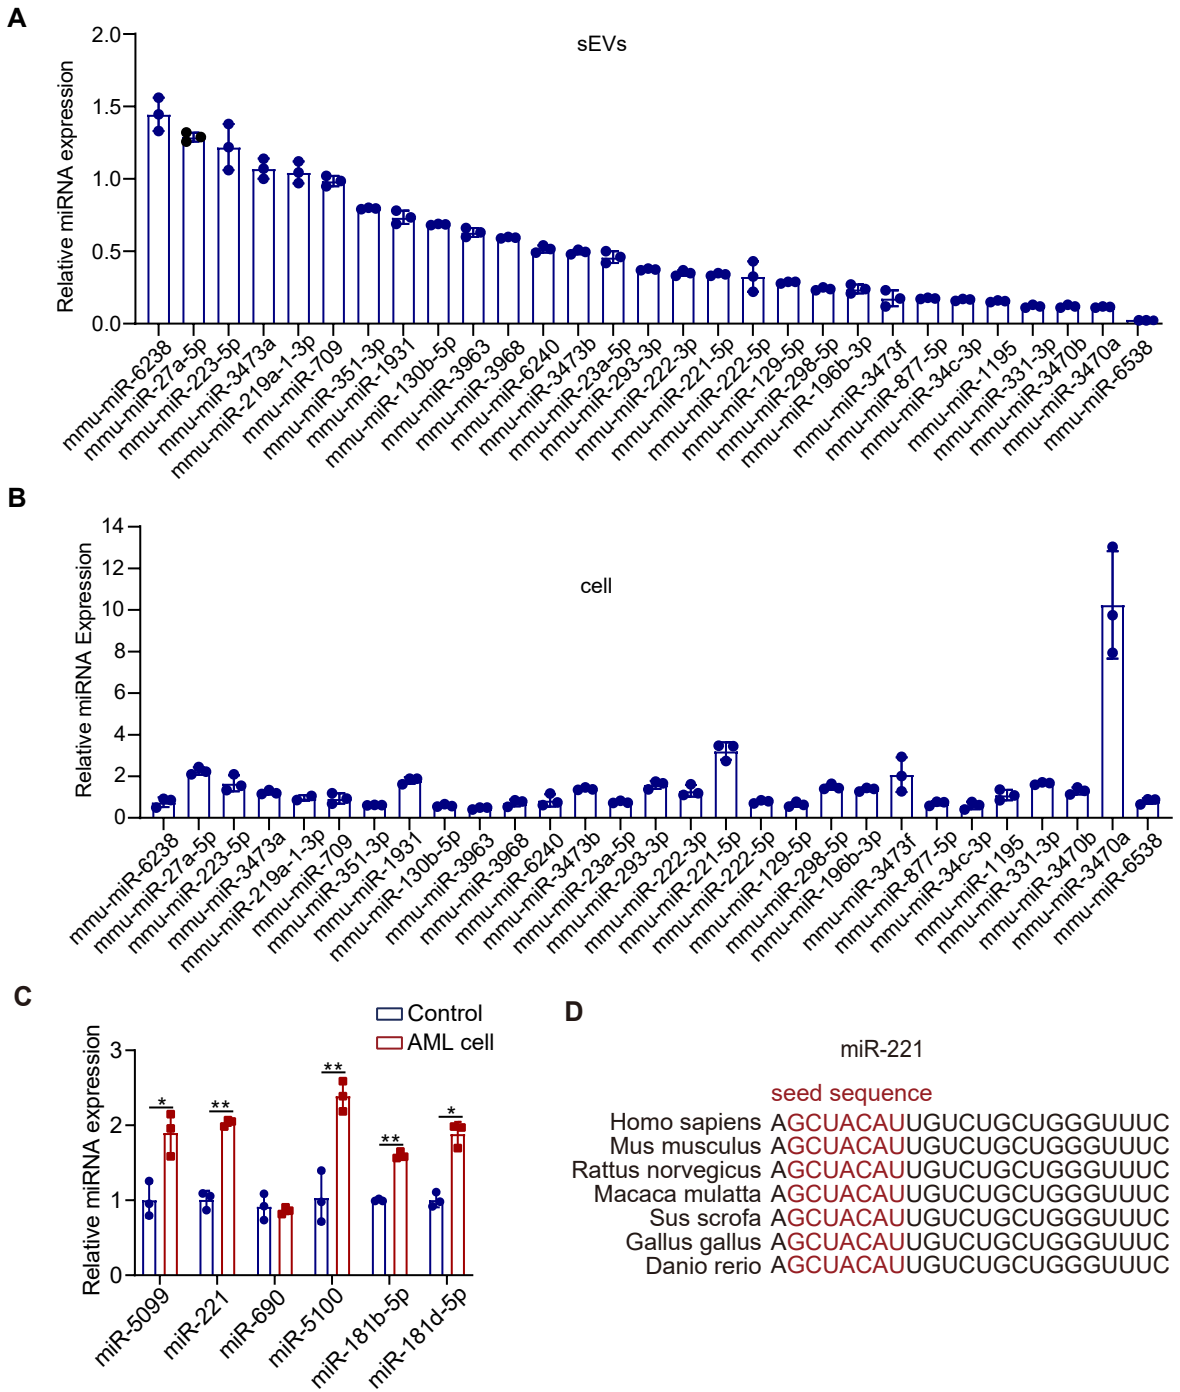 A
sEVs
Relative miRNA expression
2.0
1.5
1.0
0.5
0.0
mmu-miR-6238
mmu-miR-27a-5p
mmu-miR-223-5p
mmu-miR-3473a
mmu-miR-219a-1-3p
mmu-miR-709
mmu-miR-351-3p
mmu-miR-1931
mmu-miR-130b-5p
mmu-miR-3963
mmu-miR-3968
mmu-miR-6240
mmu-miR-3473b
mmu-miR-23a-5p
mmu-miR-293-3p
mmu-miR-222-3p
mmu-miR-221-5p
mmu-miR-222-5p
mmu-miR-129-5p
mmu-miR-298-5p
mmu-miR-196b-3p
mmu-miR-3473f
mmu-miR-877-5p
mmu-miR-34c-3p
mmu-miR-1195
mmu-miR-331-3p
mmu-miR-3470b
mmu-miR-3470a
mmu-miR-6538
B
cell
Relative miRNA Expression
14
12
10
8
6
4
2
0
mmu-miR-6238
mmu-miR-27a-5p
mmu-miR-223-5p
mmu-miR-3473a
mmu-miR-219a-1-3p
mmu-miR-709
mmu-miR-351-3p
mmu-miR-1931
mmu-miR-130b-5p
mmu-miR-3963
mmu-miR-3968
mmu-miR-6240
mmu-miR-3473b
mmu-miR-23a-5p
mmu-miR-293-3p
mmu-miR-222-3p
mmu-miR-221-5p
mmu-miR-222-5p
mmu-miR-129-5p
mmu-miR-298-5p
mmu-miR-196b-3p
mmu-miR-3473f
mmu-miR-877-5p
mmu-miR-34c-3p
mmu-miR-1195
mmu-miR-331-3p
mmu-miR-3470b
mmu-miR-3470a
mmu-miR-6538
C
Control
AML cell
Relative miRNA expression
3
2
1
0
*
**
**
**
*
miR-5099
miR-221
miR-690
miR-5100
miR-181b-5p
miR-181d-5p
D
miR-221
seed sequence
Homo sapiens AGCUACAUUGUCUGCUGGGUUUC
Mus musculus AGCUACAUUGUCUGCUGGGUUUC
Rattus norvegicus AGCUACAUUGUCUGCUGGGUUUC
Macaca mulatta AGCUACAUUGUCUGCUGGGUUUC
Sus scrofa AGCUACAUUGUCUGCUGGGUUUC
Gallus gallus AGCUACAUUGUCUGCUGGGUUUC
Danio rerio AGCUACAUUGUCUGCUGGGUUUC